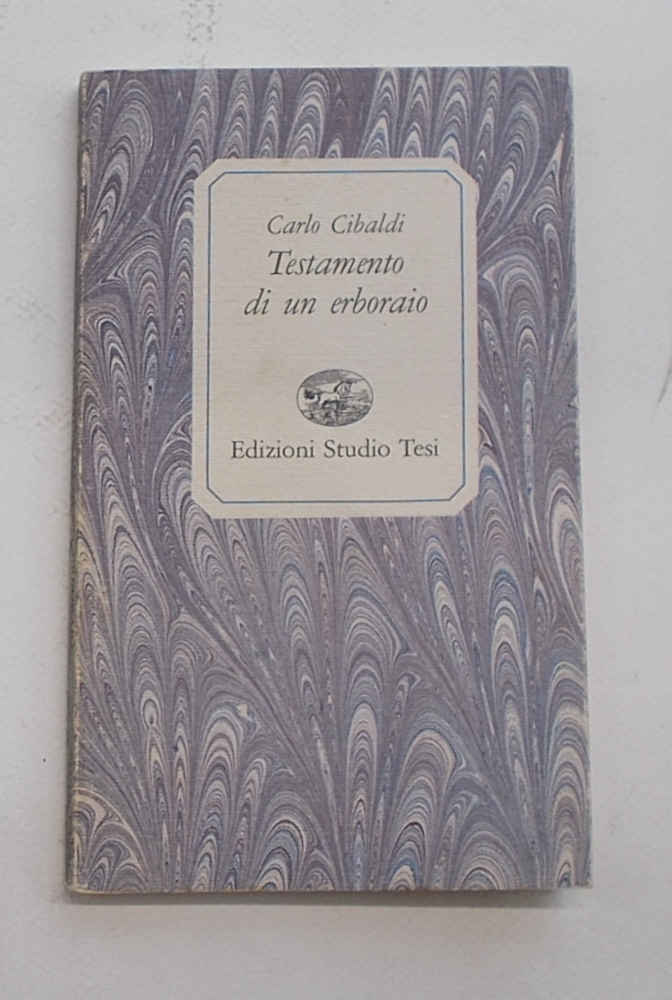 Carlo Cibaldi
Testamento
di un erboraio
Edizioni Studio Tesi